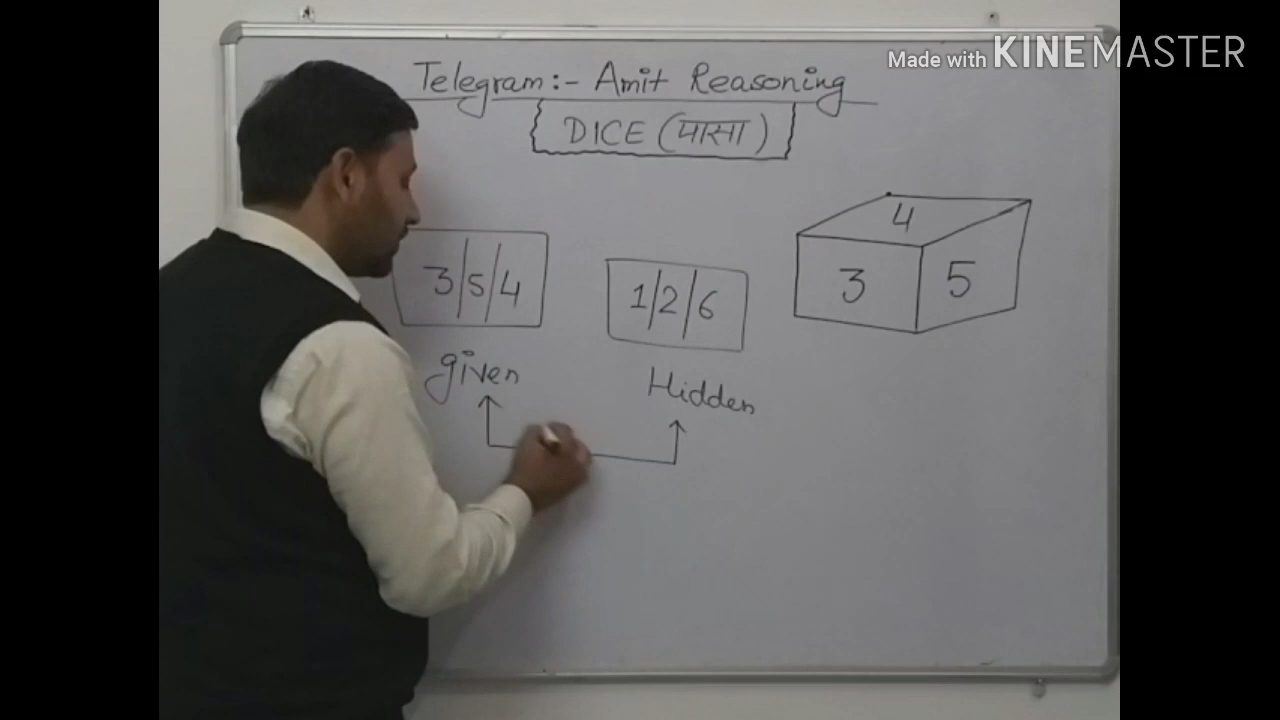 Made with KINEMASTER
Telegram:- Amit Reasoning
DICE (पासा)
3|5|4
given
1|2|6
Hidden
4
3
5